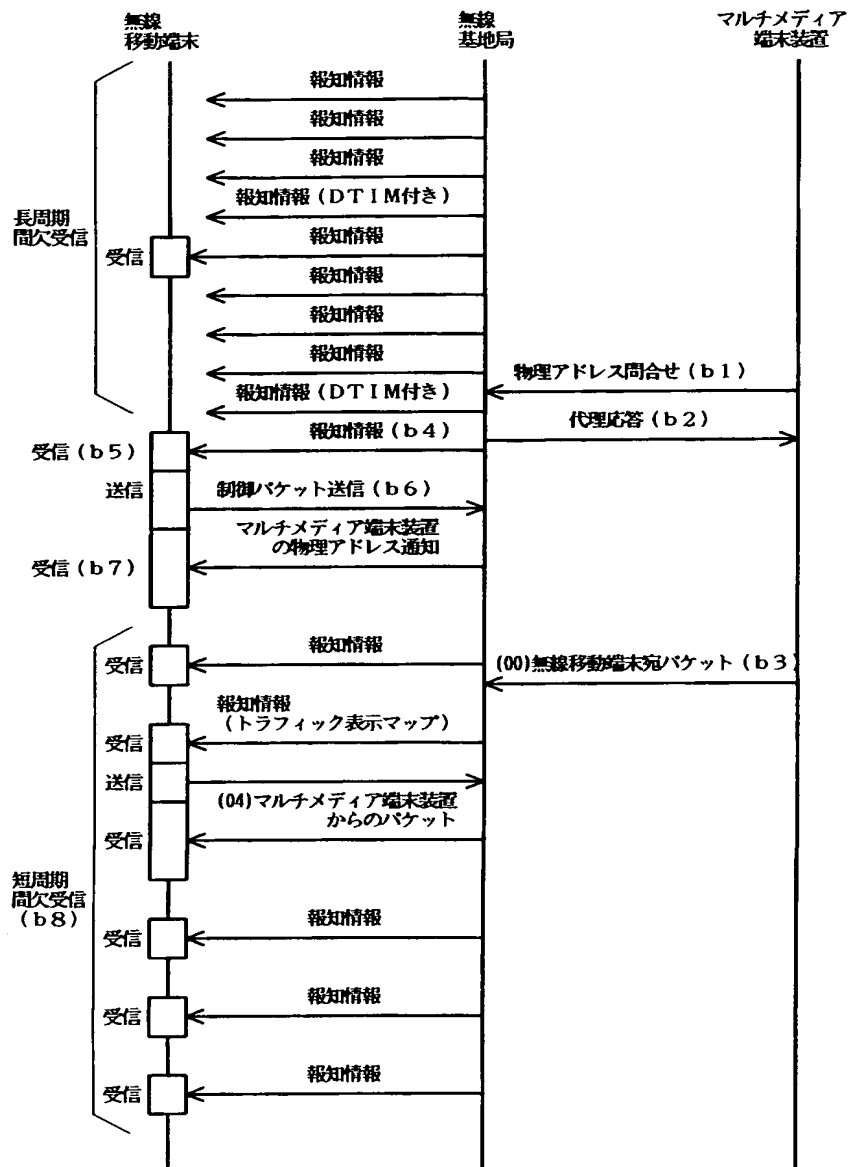 無線
移動端末
無線
基地局
マルチメディア
端末装置
報知情報
報知情報
報知情報
報知情報(DTIM付き)
長周期
間欠受信
受信
報知情報
報知情報
報知情報
報知情報
物理アドレス問合せ(b1)
報知情報(DTIM付き)
代理応答(b2)
報知情報(b4)
受信(b5)
送信
制御パケット送信(b6)
マルチメディア端末装置
の物理アドレス通知
受信(b7)
報知情報
受信
(00)無線移動端末宛パケット(b3)
報知情報
(トラフィック表示マップ)
受信
送信
(04)マルチメディア端末装置
からのパケット
受信
短周期
間欠受信
(b8)
報知情報
受信
報知情報
受信
報知情報
受信